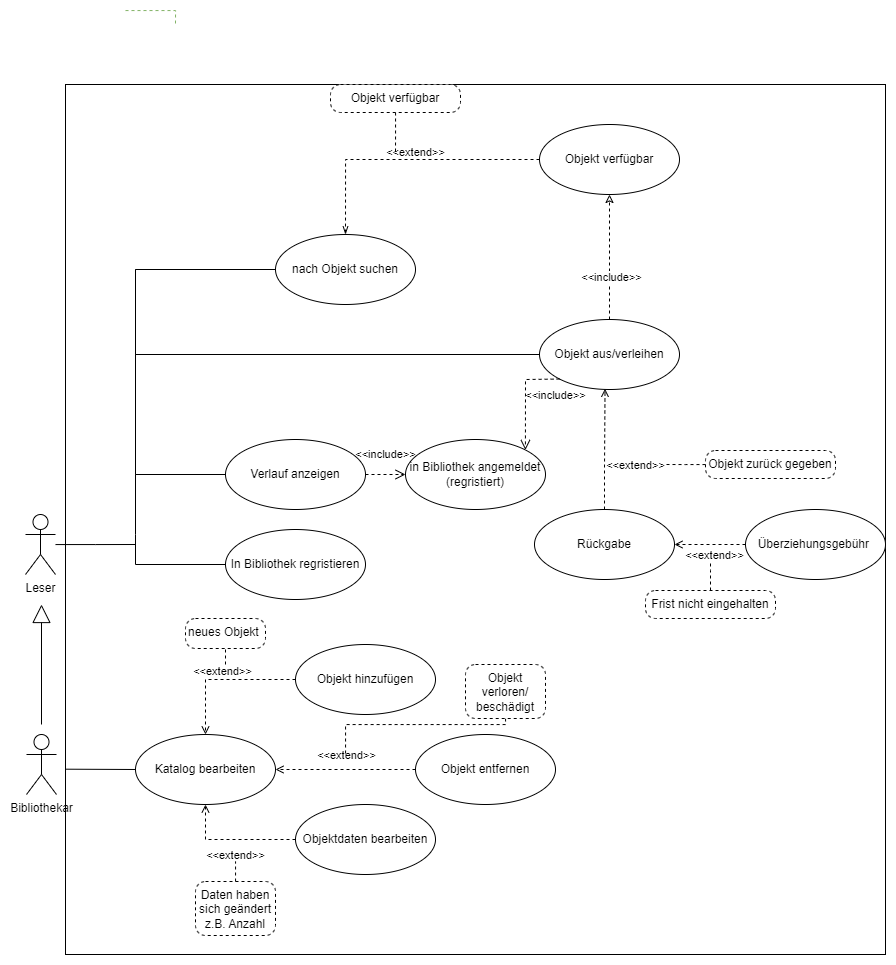 Objekt verfügbar
<<extend>>
Objekt verfügbar
nach Objekt suchen
<<include>>
Objekt aus/verleihen
<<include>>
<<include>>
Verlauf anzeigen
in Bibliothek angemeldet
(regristiert)
<<extend>>
Objekt zurück gegeben
Rückgabe
Überziehungsgebühr
<<extend>>
In Bibliothek regristieren
Leser
Frist nicht eingehalten
neues Objekt
<<extend>>
Objekt hinzufügen
Objekt
verloren/
beschädigt
<<extend>>
Katalog bearbeiten
Objekt entfernen
Bibliothekar
Objektdaten bearbeiten
<<extend>>
Daten haben
sich geändert
z.B. Anzahl